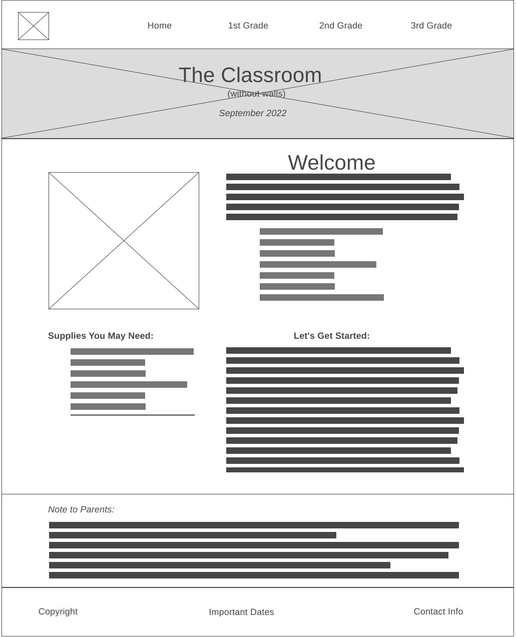 Home 1st Grade 2nd Grade 3rd Grade
The Classroom
(without walls)
September 2022
Welcome
Supplies You May Need:
Let's Get Started:
Note to Parents:
Copyright Important Dates Contact Info